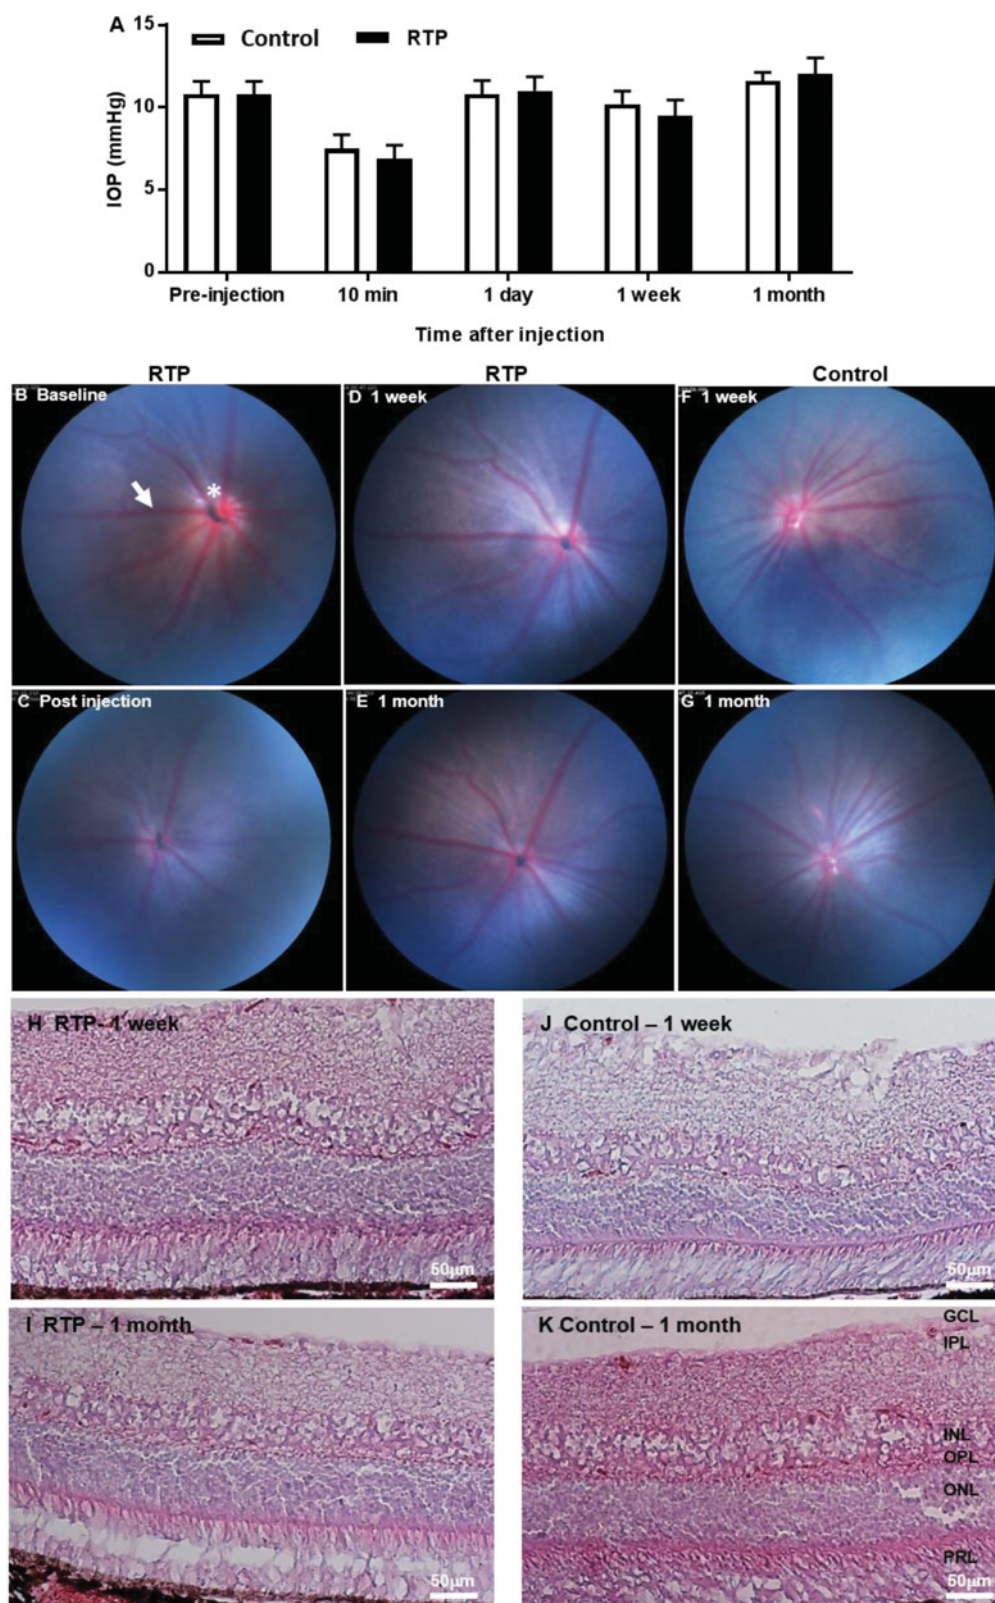 A
15
10
5
0
IOP (mmHg)
Control
RTP
Pre-injection
10 min
1 day
1 week
1 month
Time after injection
RTP
RTP
Control
B Baseline
D 1 week
F 1 week
*
C Post injection
E 1 month
G 1 month
H RTP- 1 week
50µm
J Control – 1 week
50µm
I RTP – 1 month
50µm
K Control – 1 month
GCL
IPL
INL
OPL
ONL
PRL
50µm